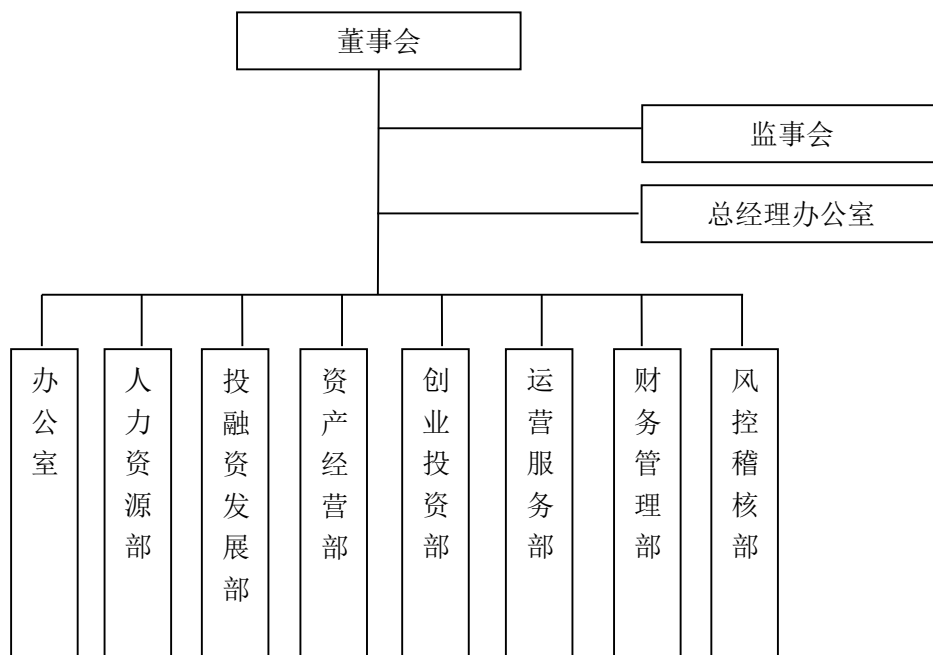 董事会
监事会
总经理办公室
办公室
人力资源部
投融资发展部
资产经营部
创业投资部
运营服务部
财务管理部
风控稽核部